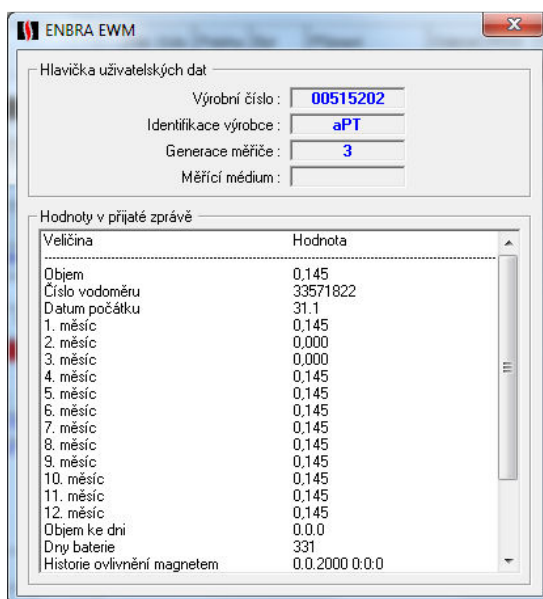 ENBRA EWM
Hlavička uživatelských dat
Výrobní číslo : 00515202
Identifikace výrobce : aPT
Generace měřiče : 3
Měřící médium :
Hodnoty v přijaté zprávě
Veličina Hodnota
Objem 0,145
Číslo vodoměru 33571822
Datum počátku 31.1
1. měsíc 0,145
2. měsíc 0,000
3. měsíc 0,000
4. měsíc 0,145
5. měsíc 0,145
6. měsíc 0,145
7. měsíc 0,145
8. měsíc 0,145
9. měsíc 0,145
10. měsíc 0,145
11. měsíc 0,145
12. měsíc 0,145
Objem ke dni 0.0.0
Dny baterie 331
Historie ovlivnění magnetem 0.0.2000 0:0:0